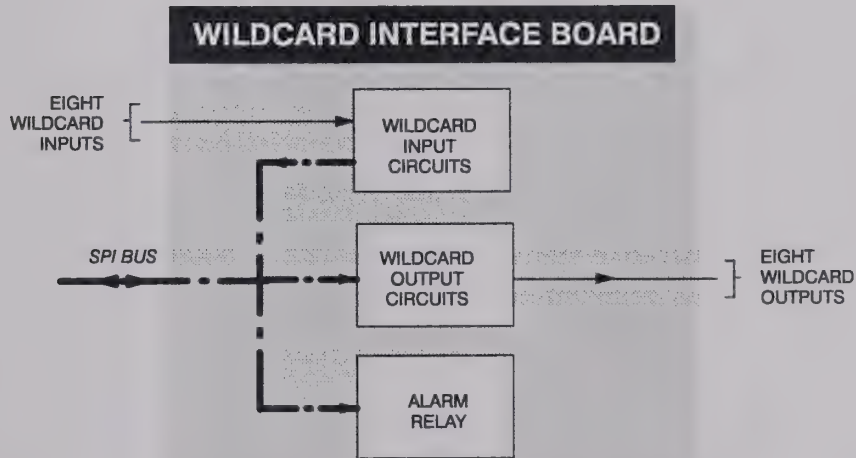 WILDCARD INTERFACE BOARD
EIGHT
WILDCARD
INPUTS
WILDCARD
INPUT
CIRCUITS
SPI BUS
WILDCARD
OUTPUT
CIRCUITS
EIGHT
WILDCARD
OUTPUTS
ALARM
RELAY